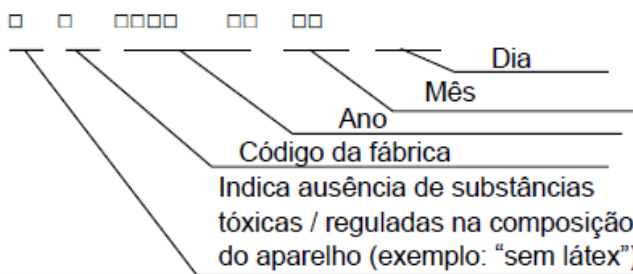 □ □ □□□□ □□ □□
Dia
Mês
Ano
Código da fábrica
Indica ausência de substâncias
tóxicas / reguladas na composição
do aparelho (exemplo: “sem látex”)